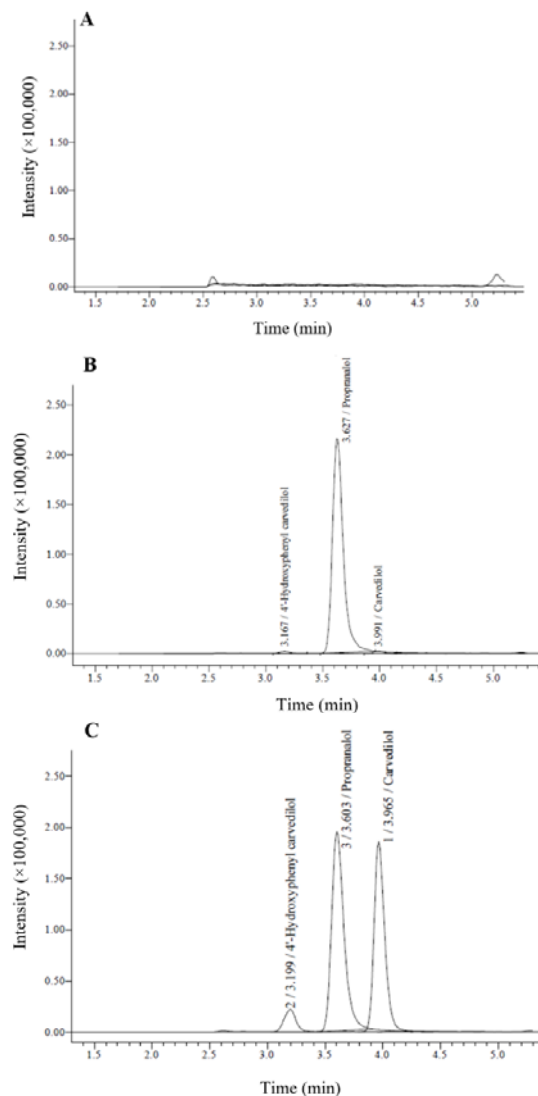 A
Intensity (×100,000)
2.50
2.00
1.50
1.00
0.50
0.00
1.5 2.0 2.5 3.0 3.5 4.0 4.5 5.0
Time (min)
B
Intensity (×100,000)
2.50
2.00
1.50
1.00
0.50
0.00
3.167 / 4'-Hydroxyphenyl carvedilol
3.627 / Propranalol
3.991 / Carvedilol
1.5 2.0 2.5 3.0 3.5 4.0 4.5 5.0
Time (min)
C
Intensity (×100,000)
2.50
2.00
1.50
1.00
0.50
0.00
2 / 3.199 / 4'-Hydroxyphenyl carvedilol
3 / 3.603 / Propranalol
1 / 3.965 / Carvedilol
1.5 2.0 2.5 3.0 3.5 4.0 4.5 5.0
Time (min)